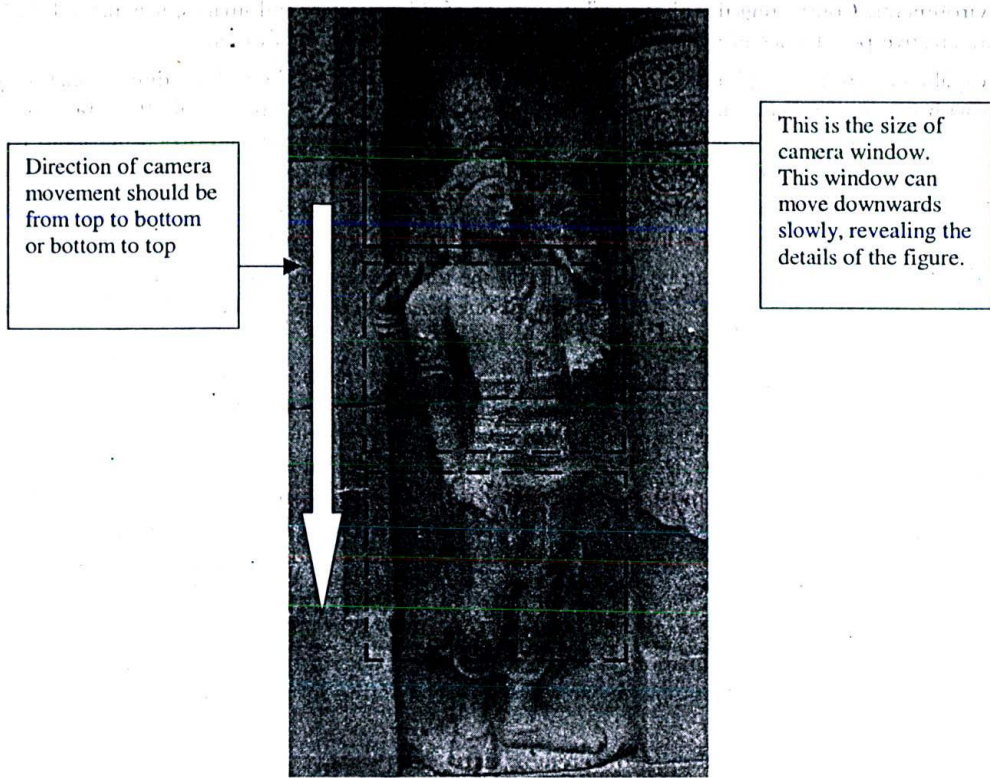 Direction of camera
movement should be
from top to bottom
or bottom to top
This is the size of
camera window.
This window can
move downwards
slowly, revealing the
details of the figure.